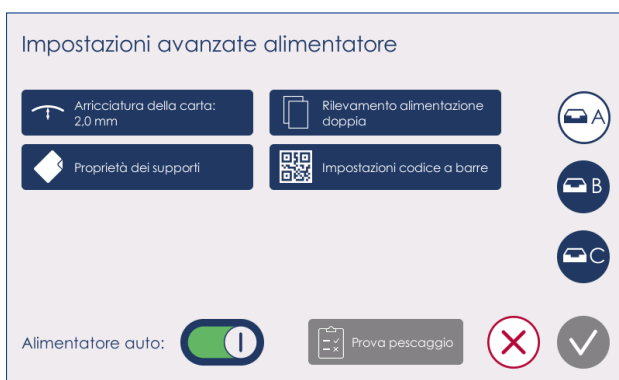 Impostazioni avanzate alimentatore
Arricciatura della carta:
2,0 mm
Rilevamento alimentazione
doppia
A
Proprietà dei supporti
Impostazioni codice a barre
B
C
Alimentatore auto:
Prova pescaggio